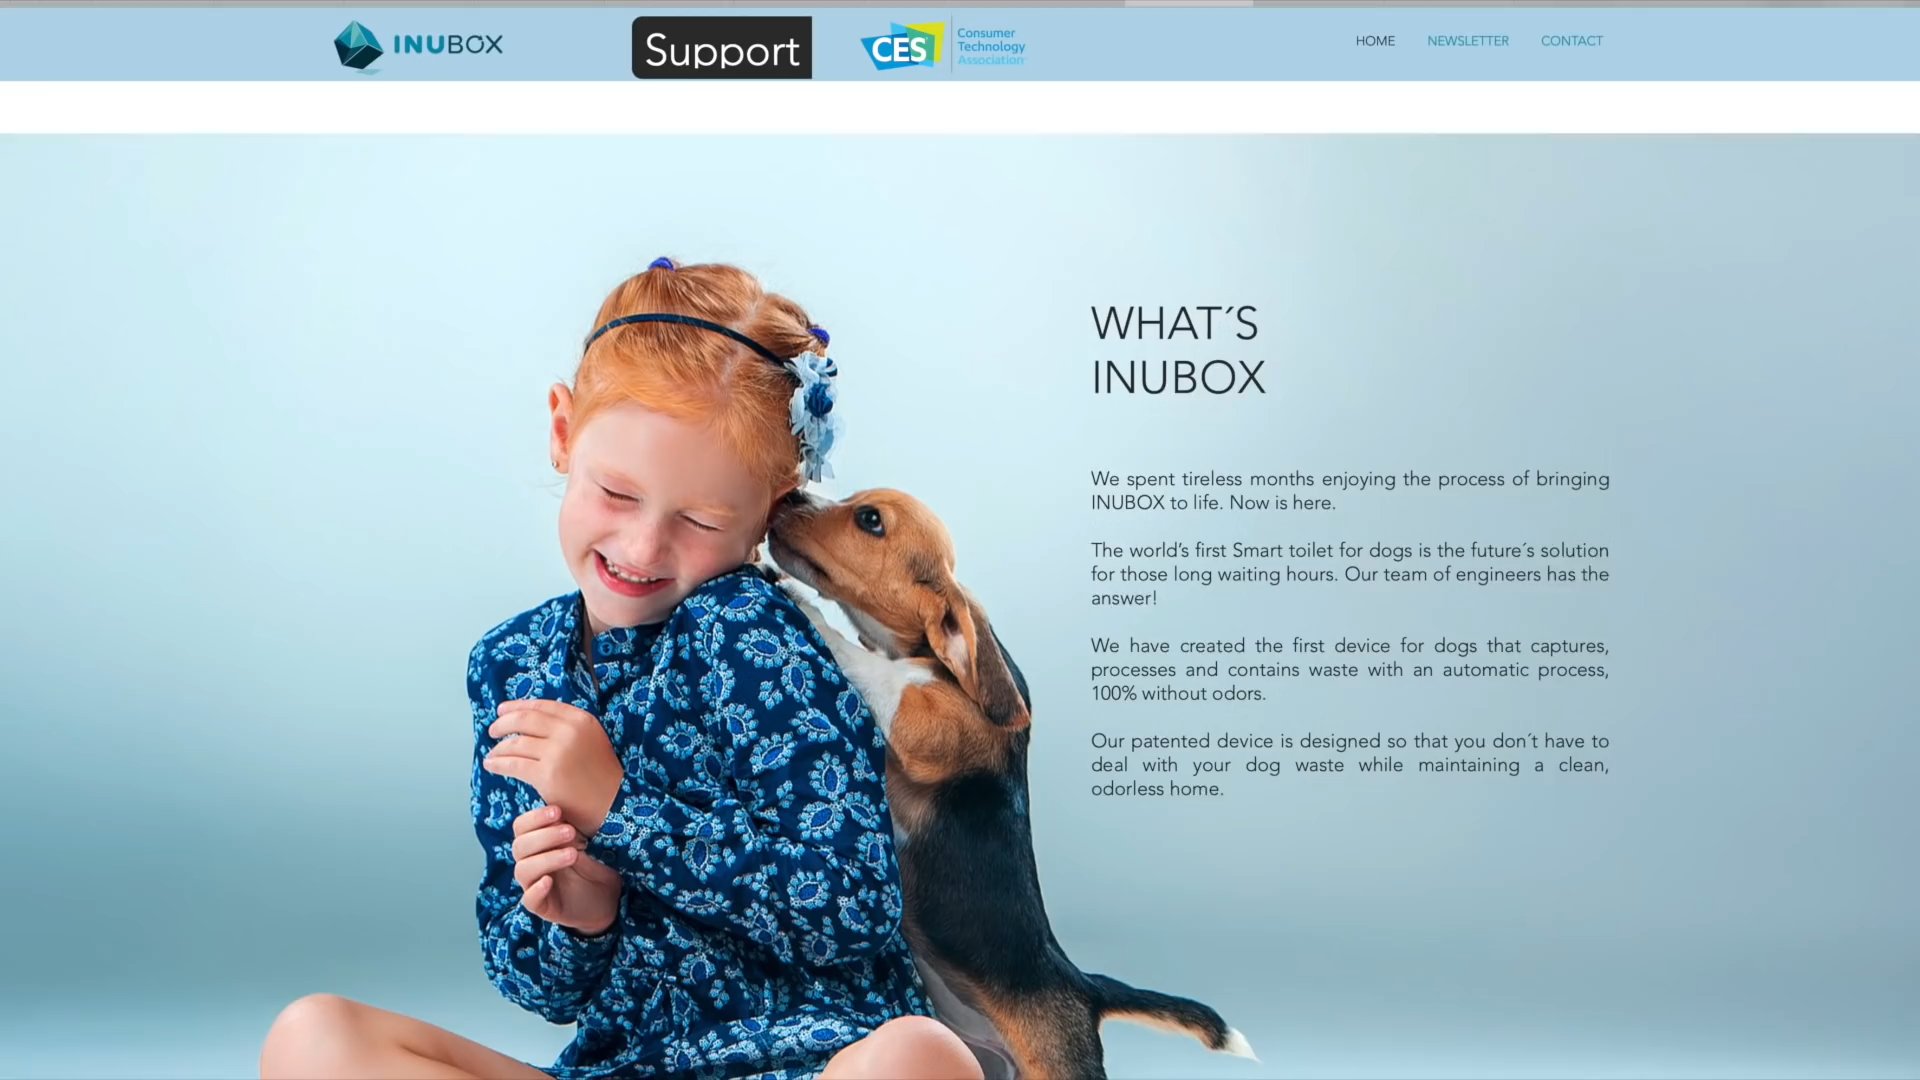 INUBOX
Support
CES
Consumer
Technology
Association
HOME
NEWSLETTER
CONTACT
WHAT´S
INUBOX
We spent tireless months enjoying the process of bringing
INUBOX to life. Now is here.
The world’s first Smart toilet for dogs is the future´s solution
for those long waiting hours. Our team of engineers has the
answer!
We have created the first device for dogs that captures,
processes and contains waste with an automatic process,
100% without odors.
Our patented device is designed so that you don´t have to
deal with your dog waste while maintaining a clean,
odorless home.